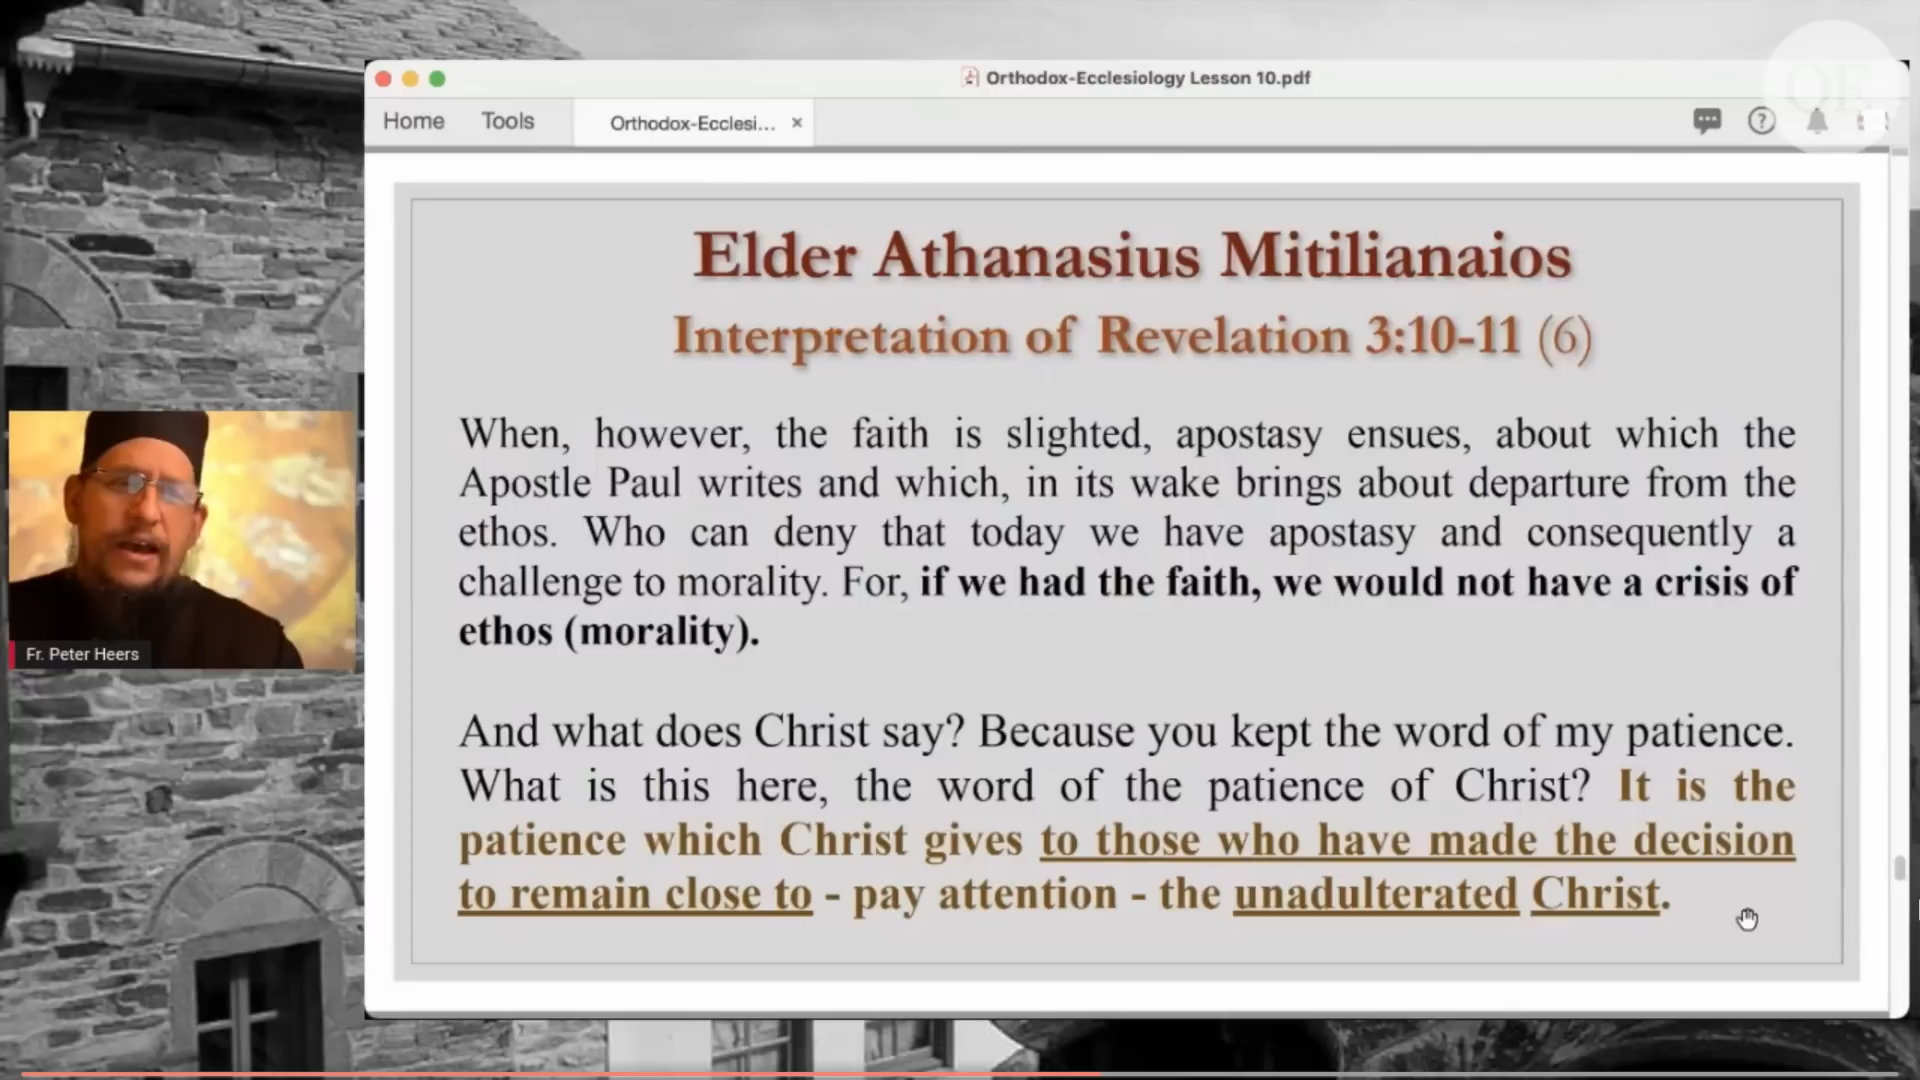 Orthodox-Ecclesiology Lesson 10.pdf
Home Tools Orthodox-Ecclesi... ×
OE
Elder Athanasius Mitilianaios
Interpretation of Revelation 3:10-11 (6)
When, however, the faith is slighted, apostasy ensues, about which the
Apostle Paul writes and which, in its wake brings about departure from the
ethos. Who can deny that today we have apostasy and consequently a
challenge to morality. For, if we had the faith, we would not have a crisis of
ethos (morality).
And what does Christ say? Because you kept the word of my patience.
What is this here, the word of the patience of Christ? It is the
patience which Christ gives to those who have made the decision
to remain close to - pay attention - the unadulterated Christ.
Fr. Peter Heers